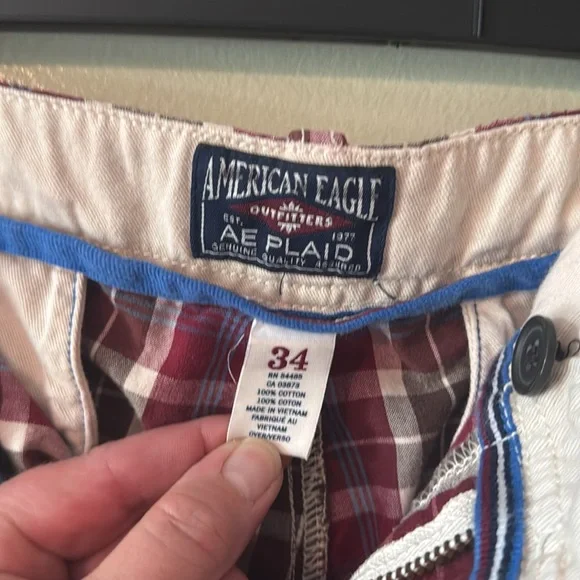 AMERICAN EAGLE
OUTFITTERS
EST. 1977
AE PLAID
GENUINE QUALITY ASSURED
34
RN 54485
CA 03873
100% COTTON
100% COTON
MADE IN VIETNAM
FABRIQUÉ AU
VIETNAM
OVER/VERSO